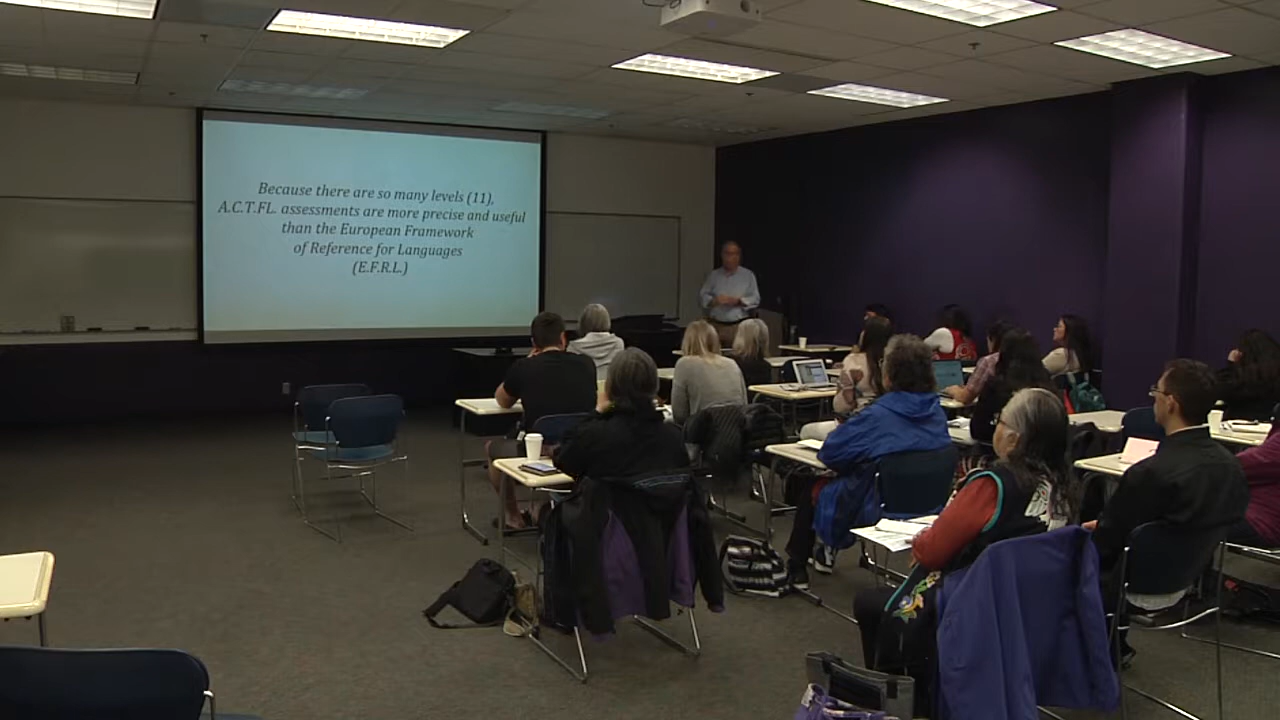 Because there are so many levels (11),
A.C.T.FL. assessments are more precise and useful
than the European Framework
of Reference for Languages
(E.F.R.L.)